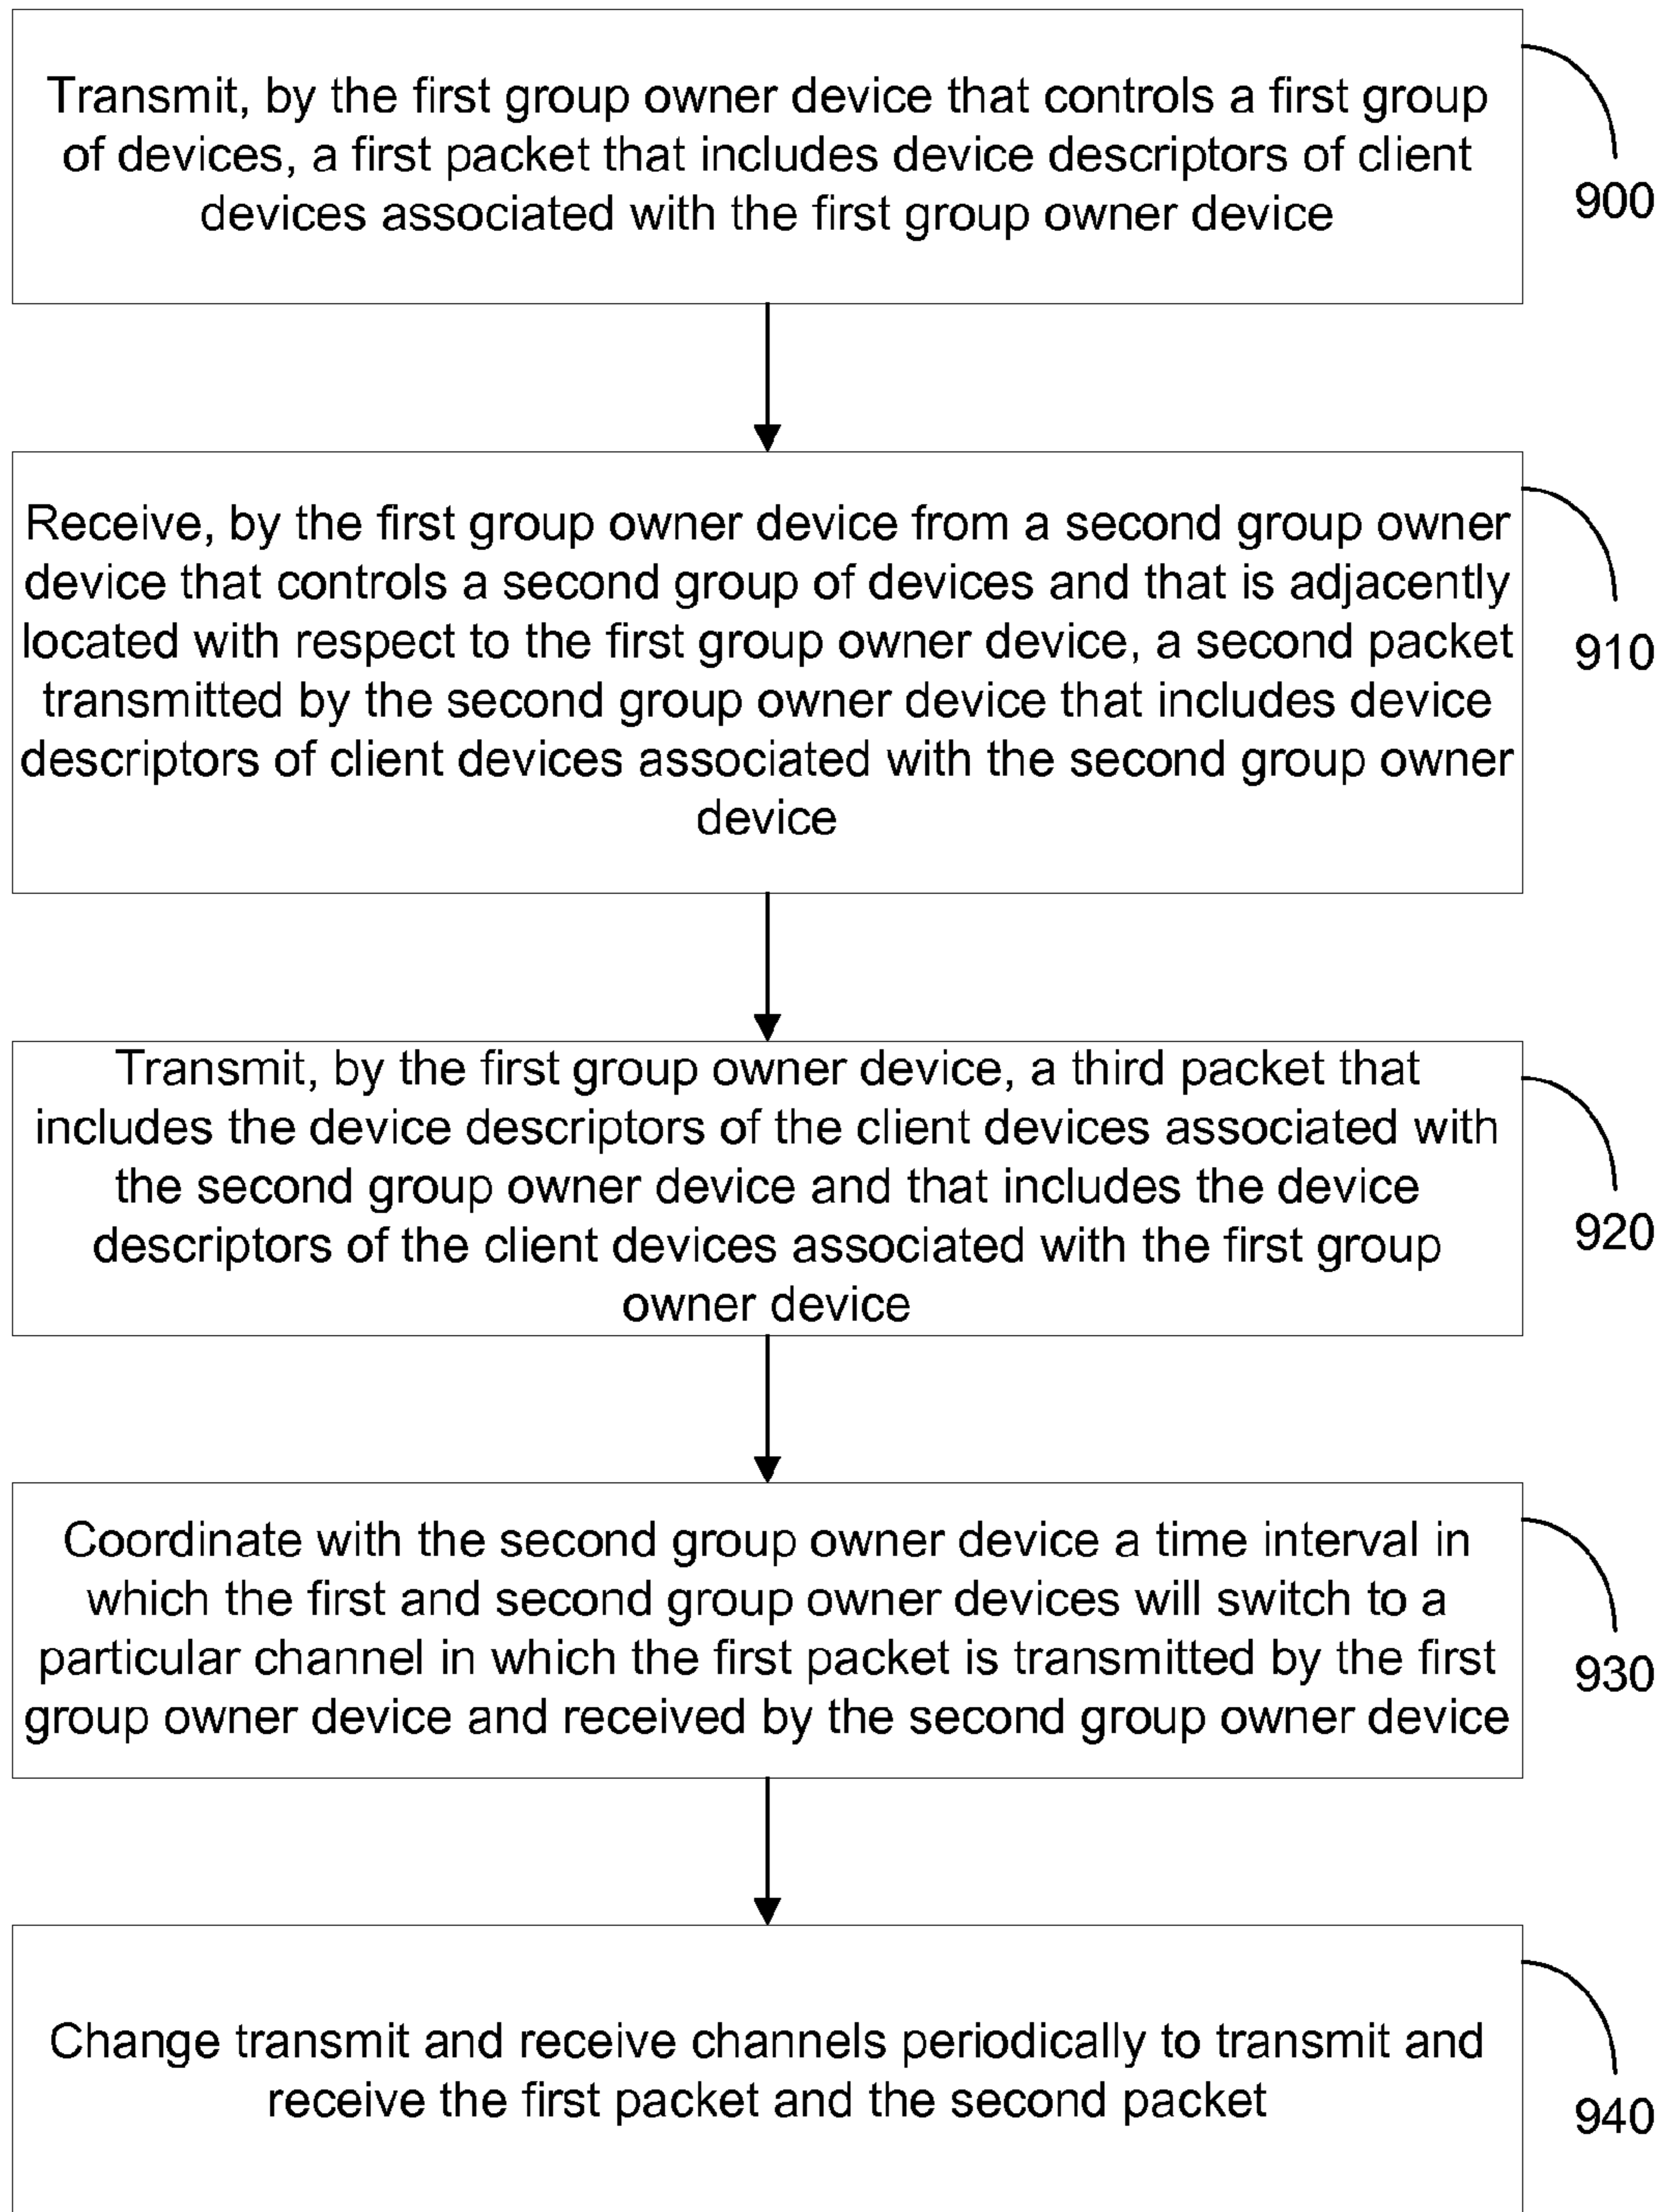 Transmit, by the first group owner device that controls a first group
of devices, a first packet that includes device descriptors of client
devices associated with the first group owner device
900
Receive, by the first group owner device from a second group owner
device that controls a second group of devices and that is adjacently
located with respect to the first group owner device, a second packet
transmitted by the second group owner device that includes device
descriptors of client devices associated with the second group owner
device
910
Transmit, by the first group owner device, a third packet that
includes the device descriptors of the client devices associated with
the second group owner device and that includes the device
descriptors of the client devices associated with the first group
owner device
920
Coordinate with the second group owner device a time interval in
which the first and second group owner devices will switch to a
particular channel in which the first packet is transmitted by the first
group owner device and received by the second group owner device
930
Change transmit and receive channels periodically to transmit and
receive the first packet and the second packet
940